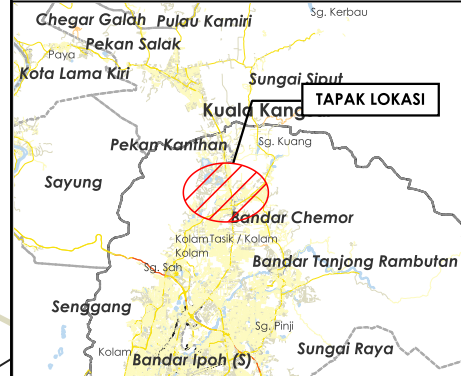 Sg. Kerbau
Chegar Galah
Pulau Kamiri
Pekan Salak
Paya
Kota Lama Kiri
Sungai Siput
TAPAK LOKASI
Pekan Kanthan
Sg. Kuang
Sayung
Bandar Chemor
Kolam
Tasik / Kolam
Kolam
Bandar Tanjong Rambutan
Sg. Sah
Senggang
Sg. Pinji
Kolam
Bandar Ipoh (S)
Sungai Raya